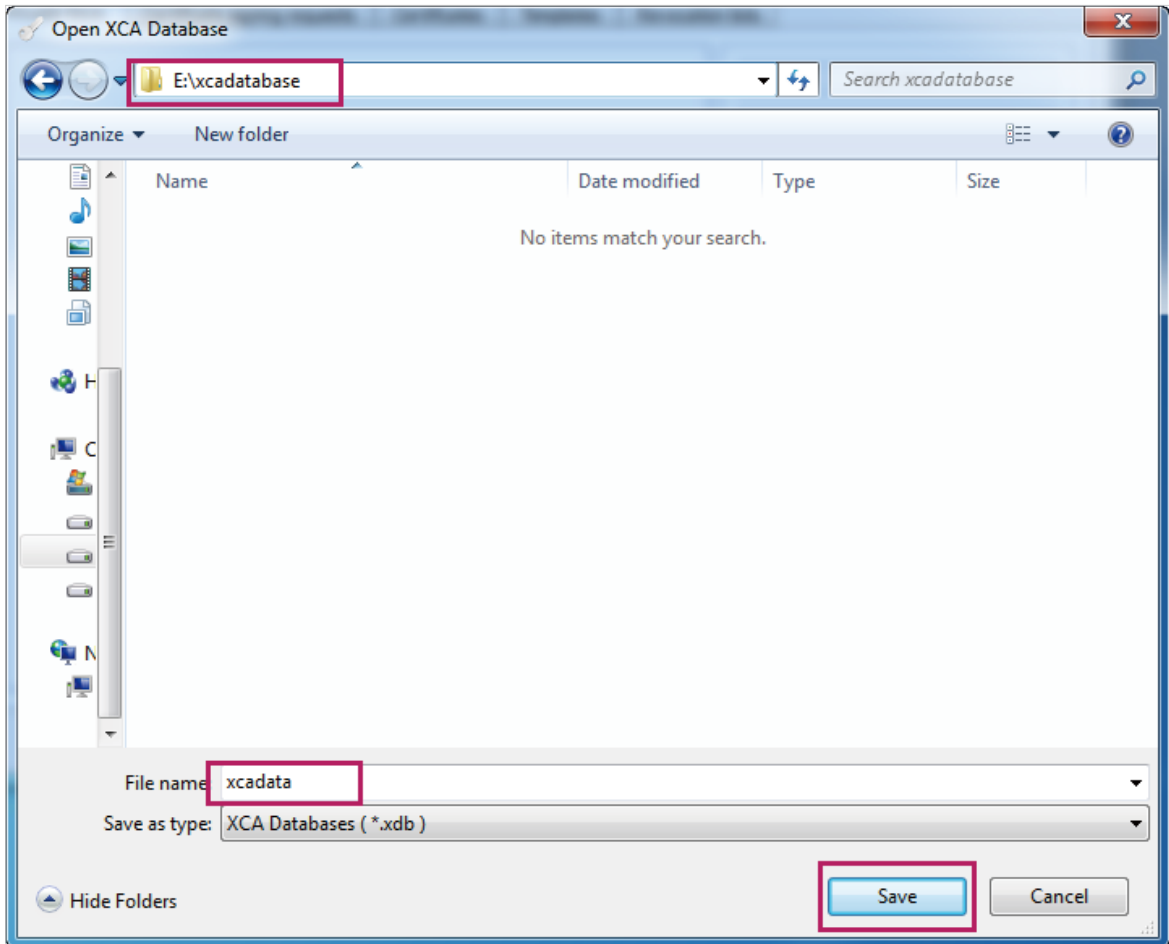 Open XCA Database
E:\xcadatabase
Search xcadatabase
Organize
New folder
Name
Date modified
Type
Size
No items match your search.
H
C
N
File name:
xcadata
Save as type:
XCA Databases ( *.xdb )
Hide Folders
Save
Cancel